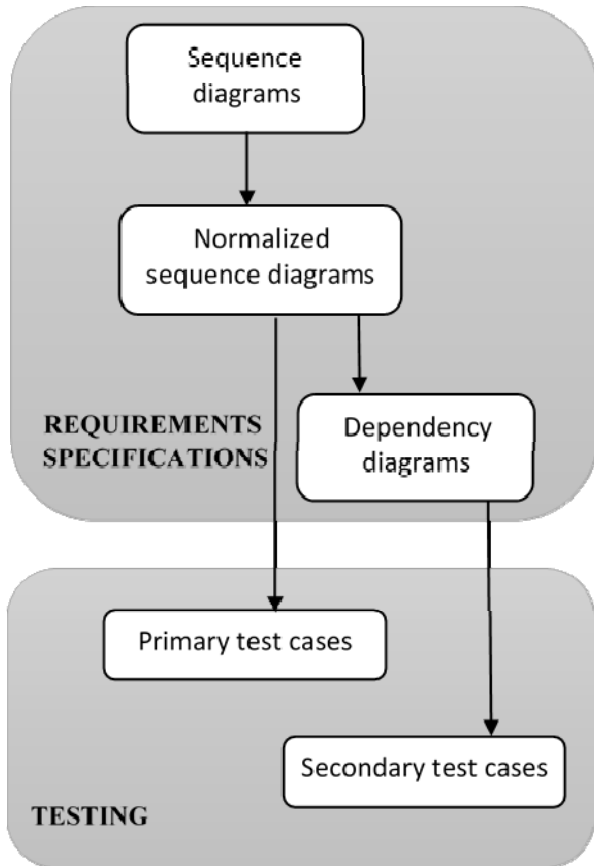 Sequence
diagrams
Normalized
sequence diagrams
REQUIREMENTS
SPECIFICATIONS
Dependency
diagrams
Primary test cases
Secondary test cases
TESTING